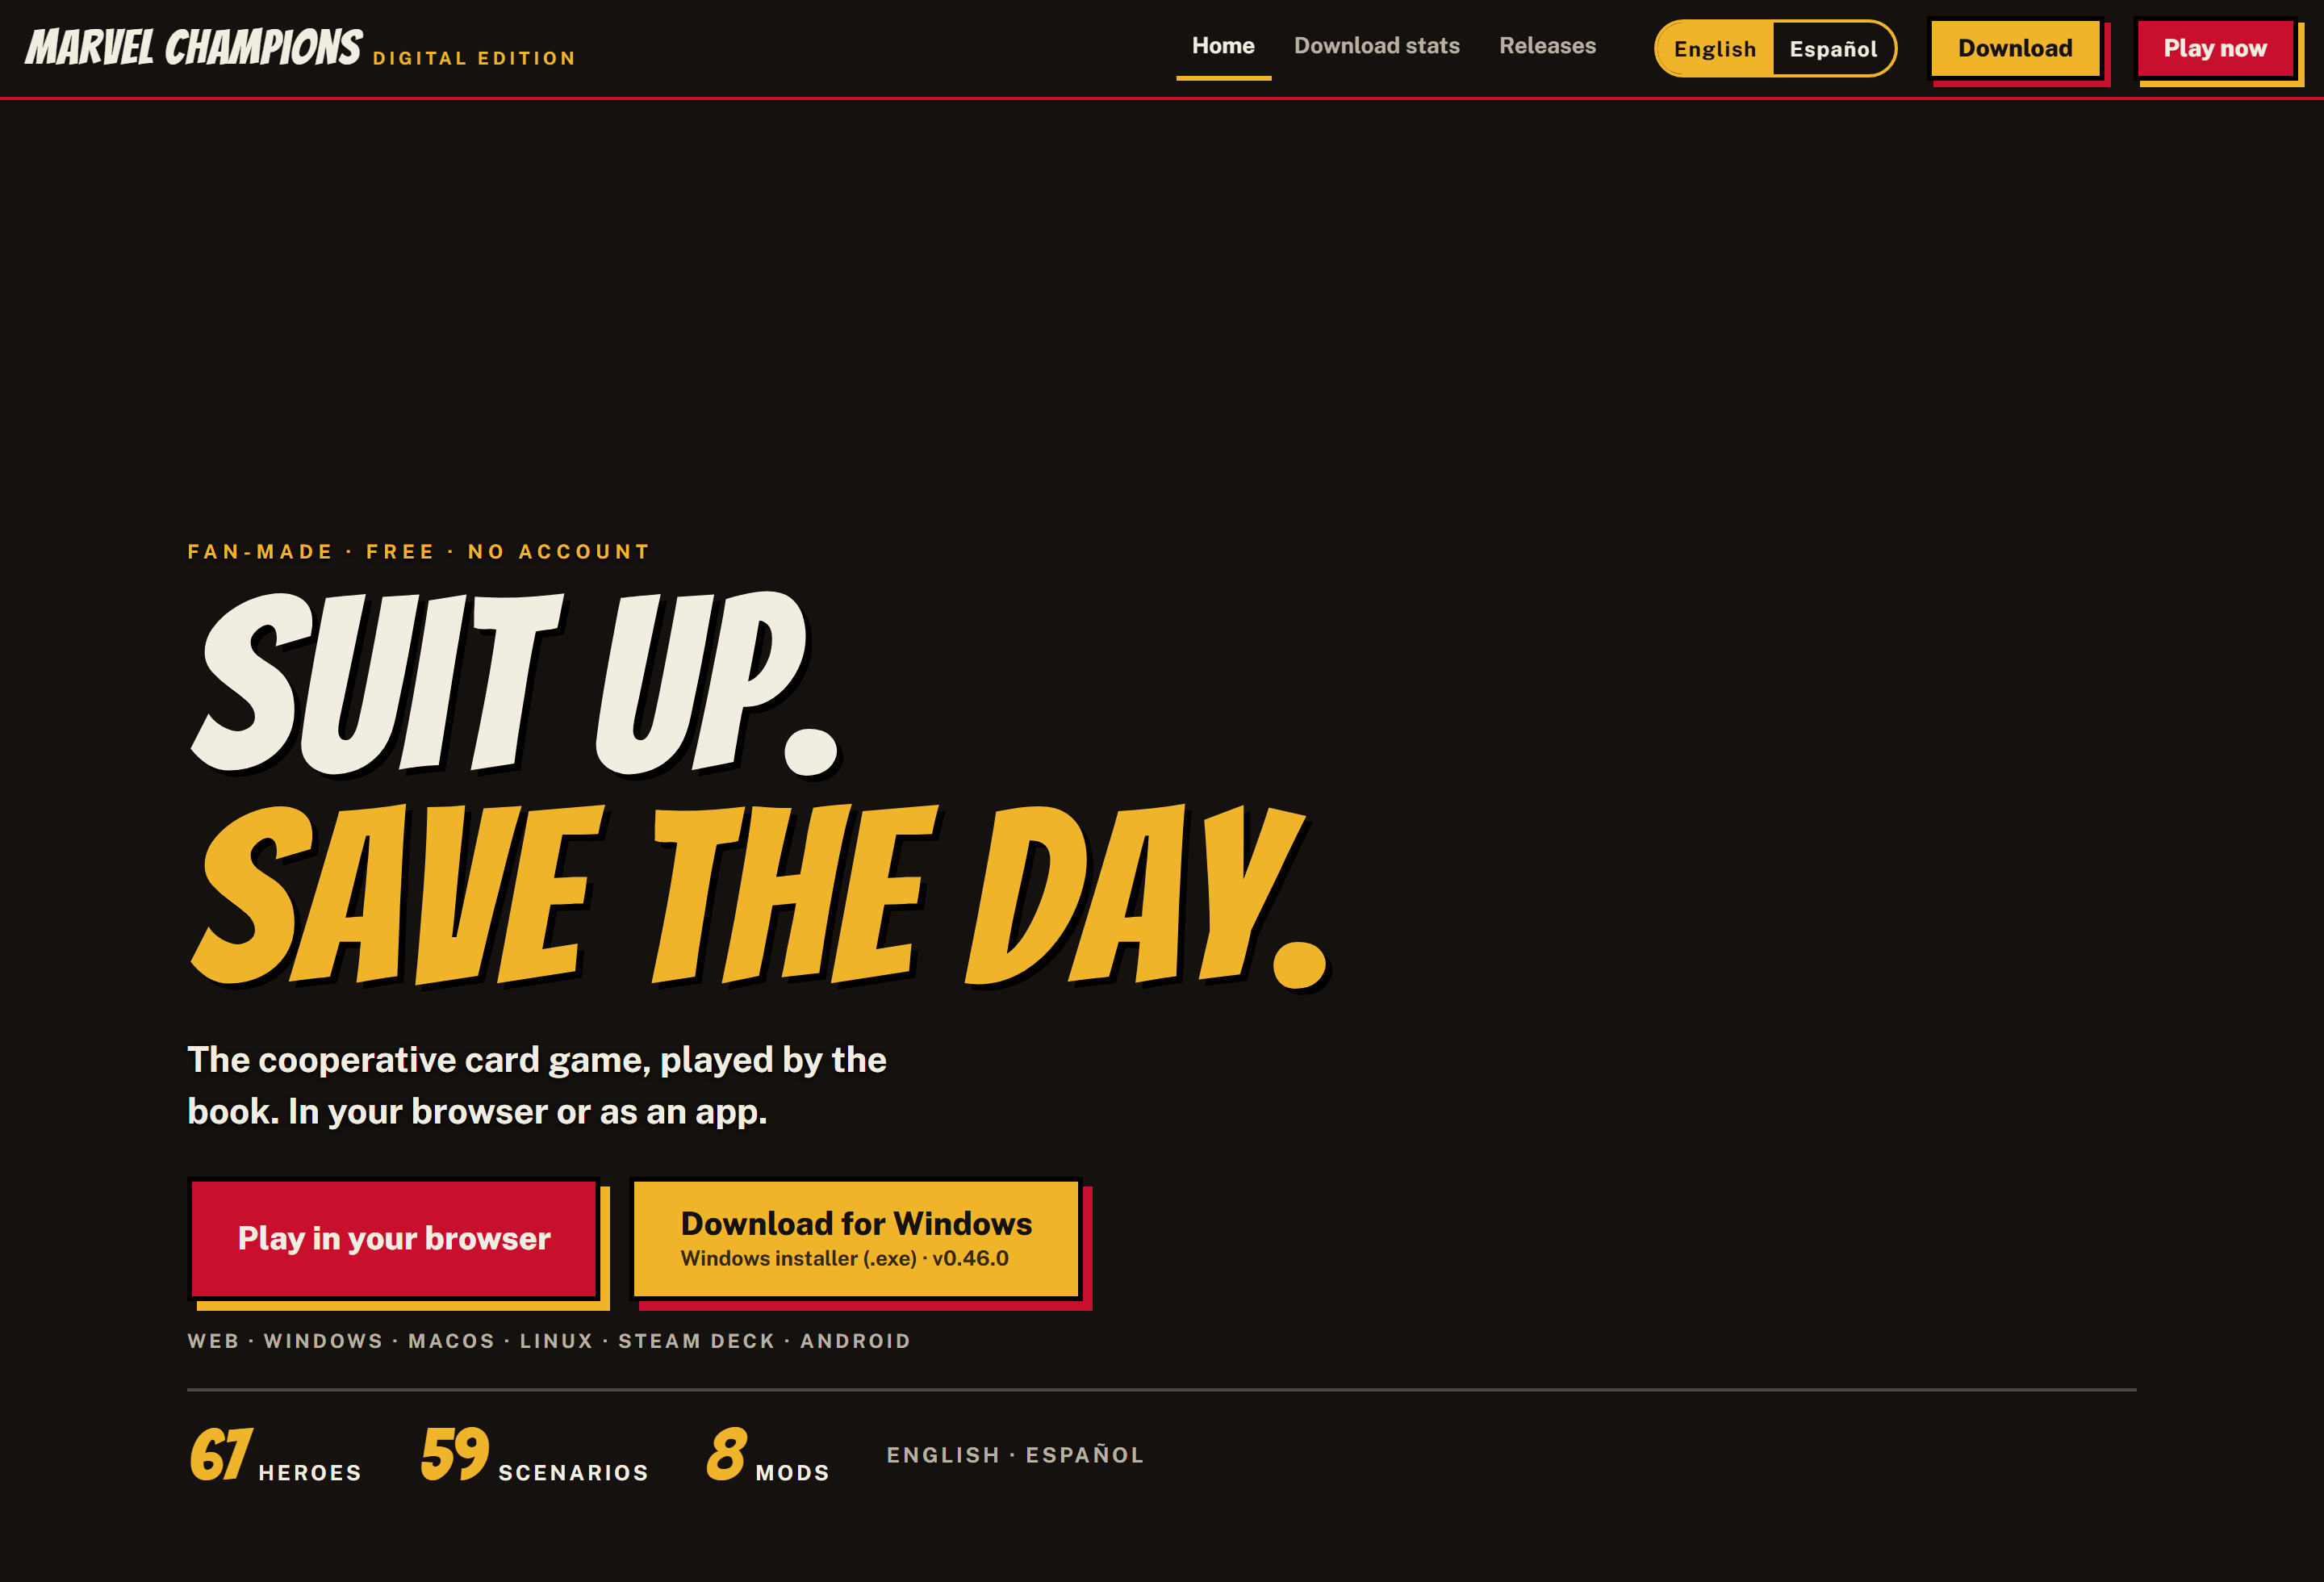 MARVEL CHAMPIONS DIGITAL EDITION
Home Download stats Releases English Español Download Play now
FAN-MADE · FREE · NO ACCOUNT
SUIT UP.
SAVE THE DAY.
The cooperative card game, played by the
book. In your browser or as an app.
Play in your browser
Download for Windows
Windows installer (.exe) · v0.46.0
WEB · WINDOWS · MACOS · LINUX · STEAM DECK · ANDROID
67 HEROES 59 SCENARIOS 8 MODS ENGLISH · ESPAÑOL